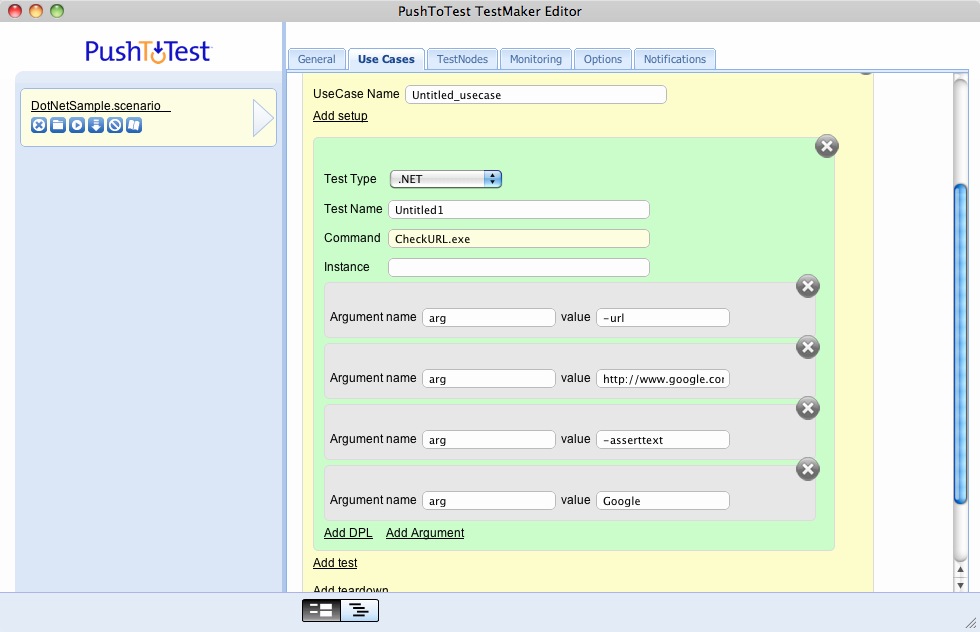 PushToTest TestMaker Editor
PushToTest
General Use Cases TestNodes Monitoring Options Notifications
DotNetSample.scenario
UseCase Name Untitled_usecase
Add setup
Test Type .NET
Test Name Untitled1
Command CheckURL.exe
Instance
Argument name arg value -url
Argument name arg value http://www.google.com
Argument name arg value -asserttext
Argument name arg value Google
Add DPL Add Argument
Add test
Add teardown